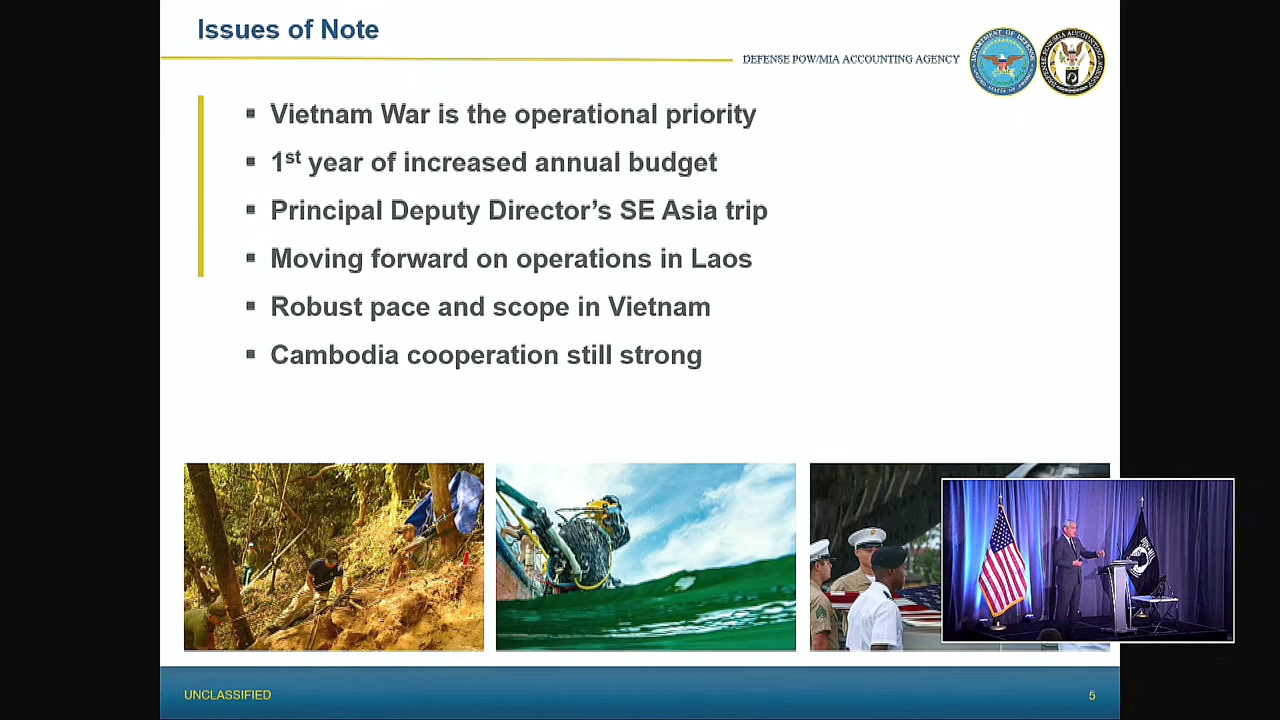 Issues of Note
DEFENSE POW/MIA ACCOUNTING AGENCY
▪ Vietnam War is the operational priority
▪ 1st year of increased annual budget
▪ Principal Deputy Director’s SE Asia trip
▪ Moving forward on operations in Laos
▪ Robust pace and scope in Vietnam
▪ Cambodia cooperation still strong
UNCLASSIFIED
5